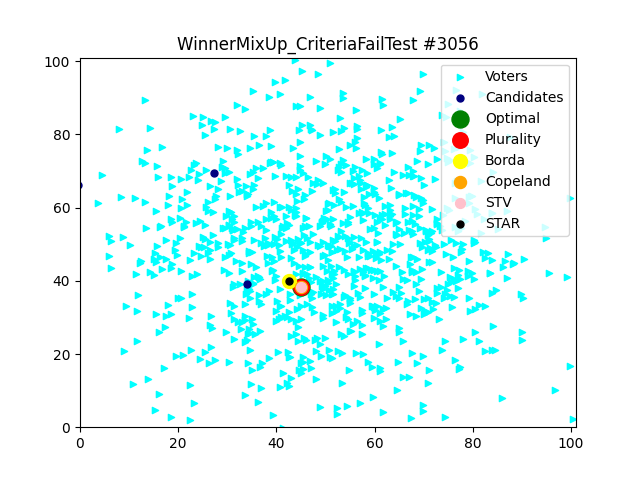 WinnerMixUp_CriteriaFailTest #3056
100
80
60
40
20
0
0
20
40
60
80
100
Voters
Candidates
Optimal
Plurality
Borda
Copeland
STV
STAR